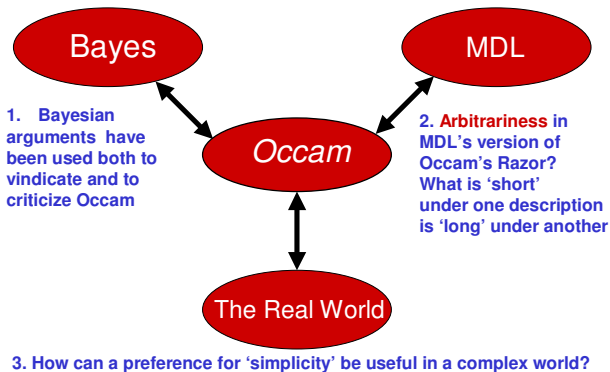 Bayes
MDL
1. Bayesian
arguments have
been used both to
vindicate and to
criticize Occam
Occam
2. Arbitrariness in
MDL's version of
Occam's Razor?
What is ‘short’
under one description
is ‘long’ under another
The Real World
3. How can a preference for ‘simplicity’ be useful in a complex world?